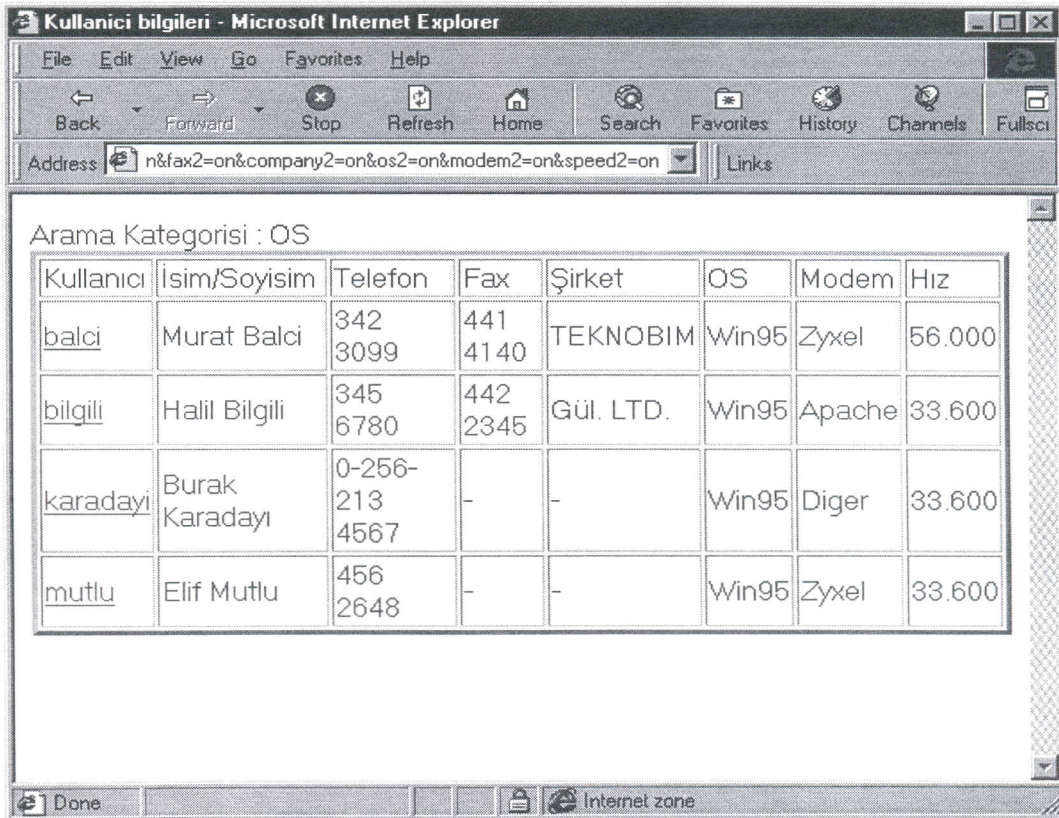 Kullanici bilgileri - Microsoft Internet Explorer
File Edit View Go Favorites Help
Back Forward Stop Refresh Home Search Favorites History Channels Fullscr
Address n&fax2=on&company2=on&os2=on&modem2=on&speed2=on Links
Arama Kategorisi : OS
Kullanıcı İsim/Soyisim Telefon Fax Şirket OS Modem Hız
balci Murat Balci 342 3099 441 4140 TEKNOBIM Win95 Zyxel 56.000
bilgili Halil Bilgili 345 6780 442 2345 Gül. LTD. Win95 Apache 33.600
karadayi Burak Karadayı 0-256-213 4567 - - Win95 Diger 33.600
mutlu Elif Mutlu 456 2648 - - Win95 Zyxel 33.600
Done Internet zone